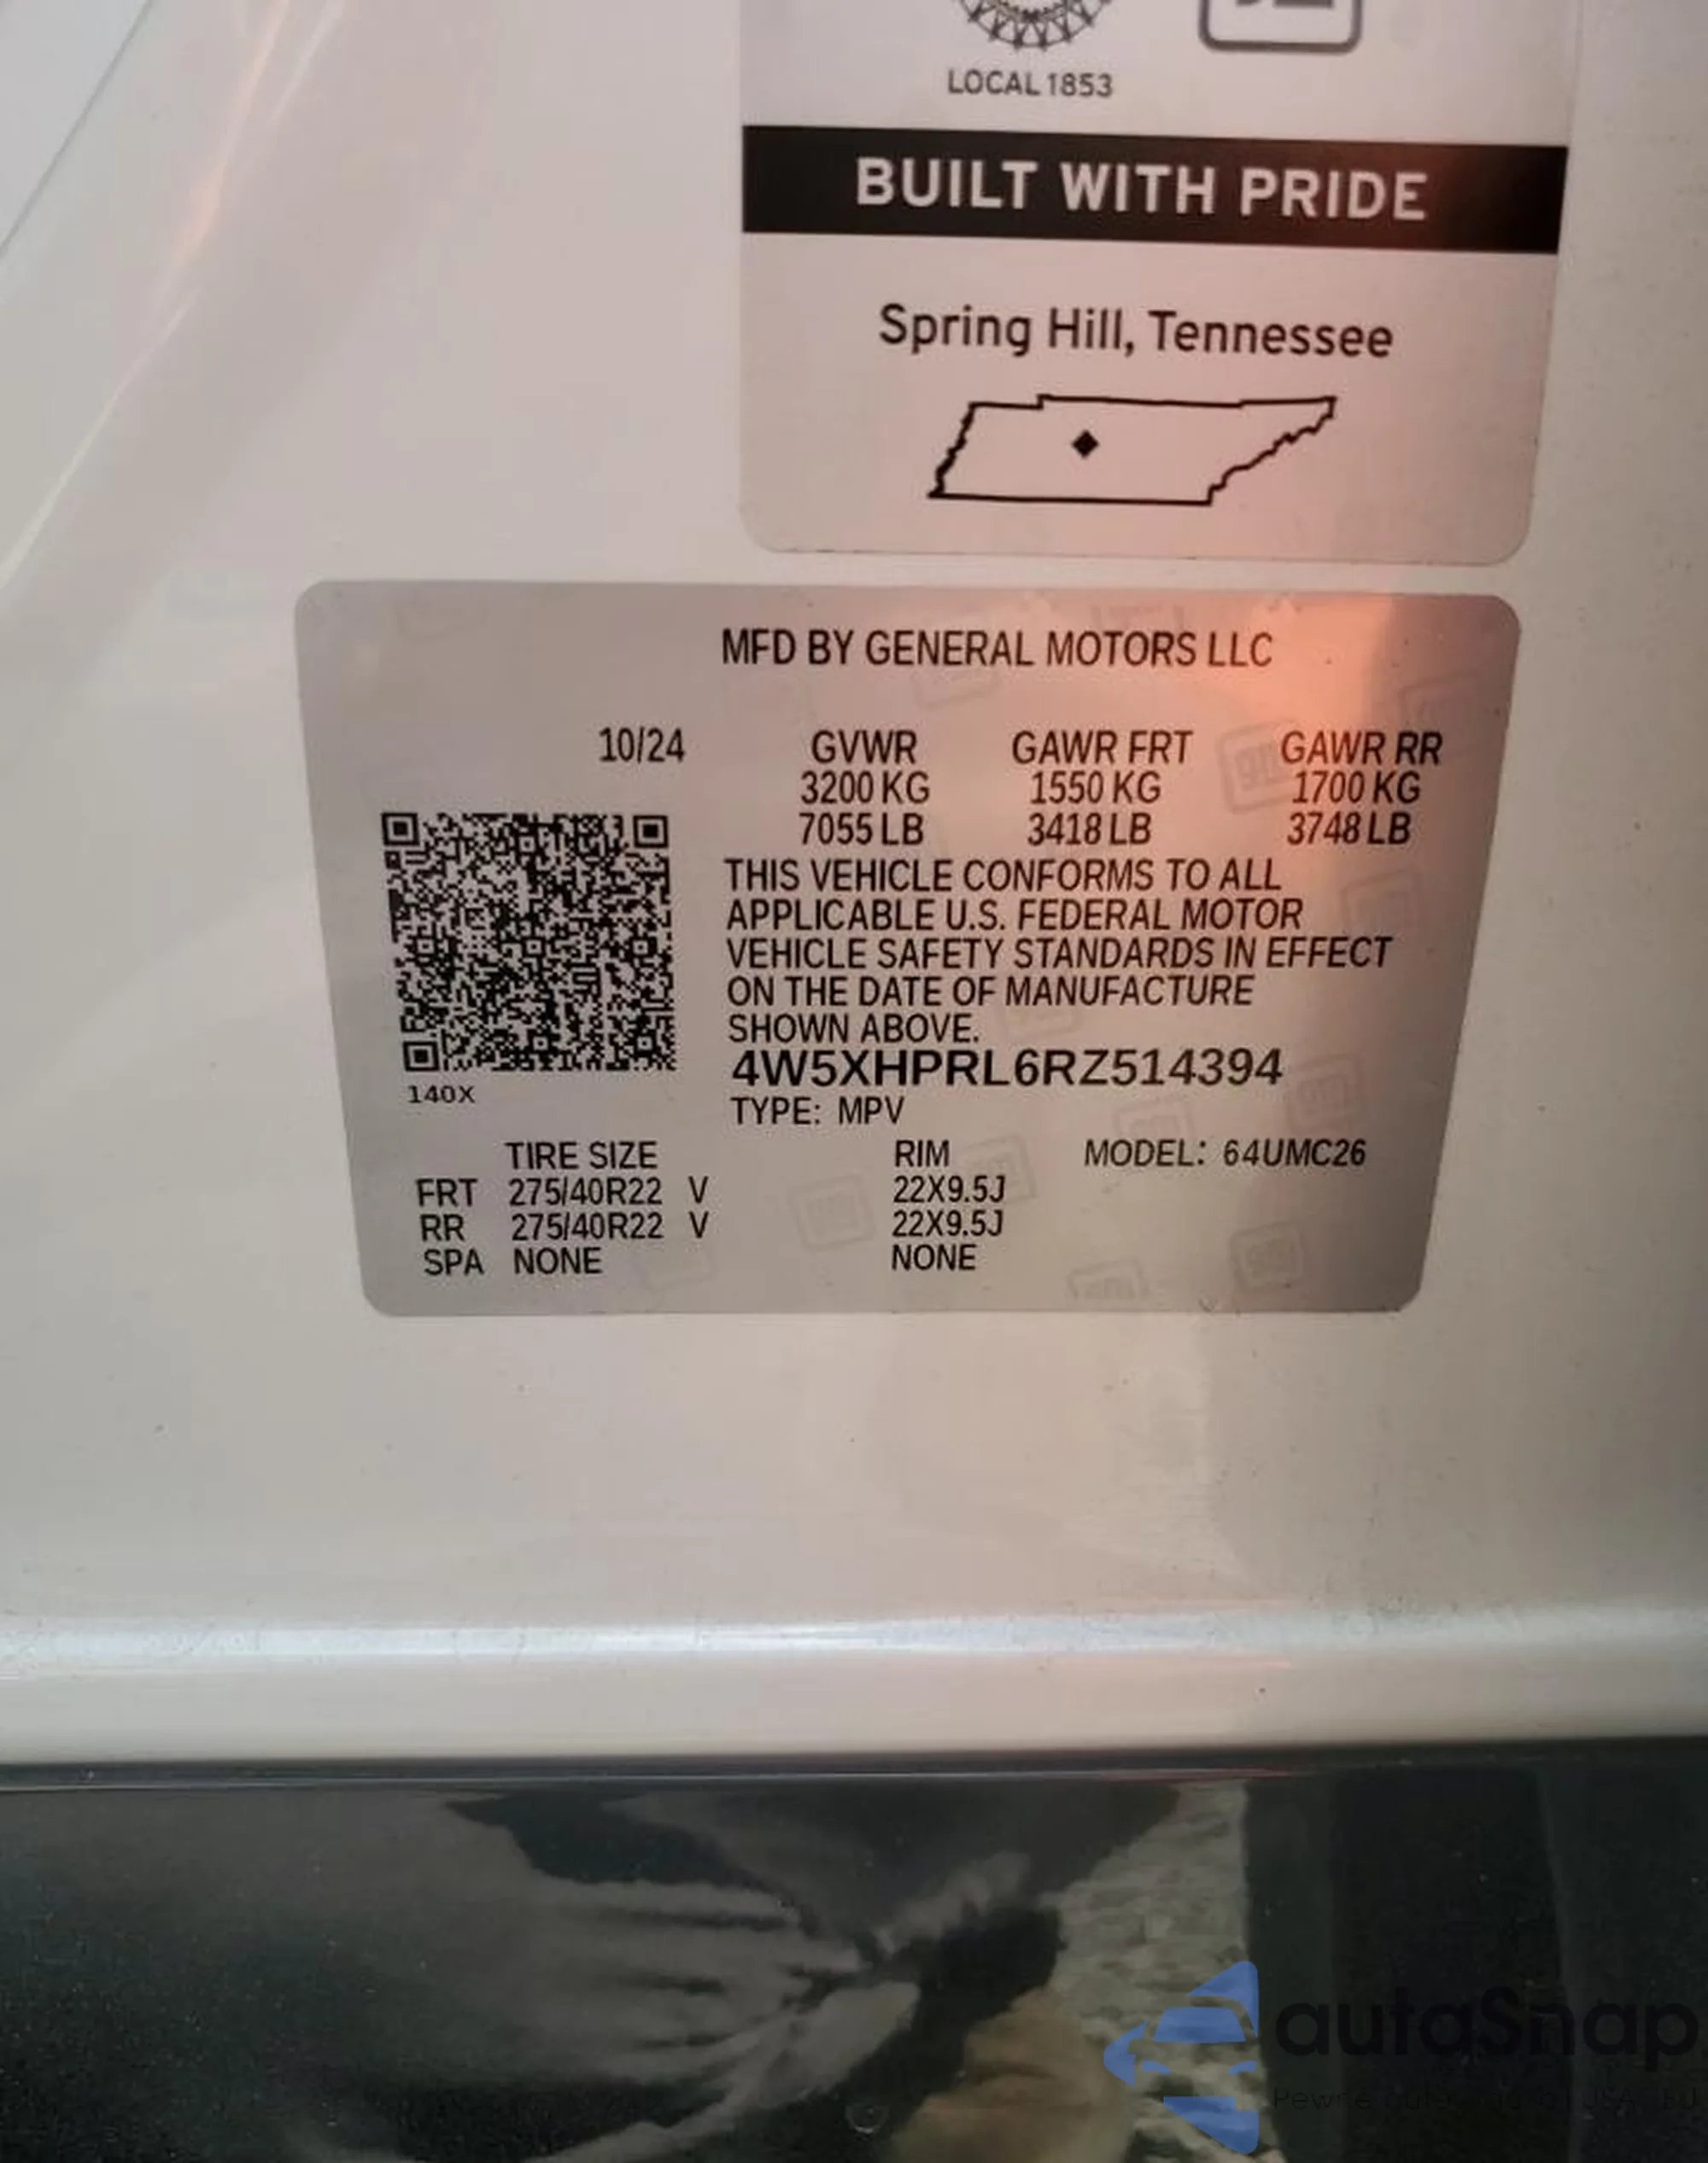 LOCAL 1853
BUILT WITH PRIDE
Spring Hill, Tennessee
MFD BY GENERAL MOTORS LLC
10/24 GVWR GAWR FRT GAWR RR
3200 KG 1550 KG 1700 KG
7055 LB 3418 LB 3748 LB
THIS VEHICLE CONFORMS TO ALL
APPLICABLE U.S. FEDERAL MOTOR
VEHICLE SAFETY STANDARDS IN EFFECT
ON THE DATE OF MANUFACTURE
SHOWN ABOVE.
4W5XHPRL6RZ514394
140X
TYPE: MPV
TIRE SIZE RIM MODEL: 64UMC26
FRT 275/40R22 V 22X9.5J
RR 275/40R22 V 22X9.5J
SPA NONE NONE
autaSnap
Pewne auta